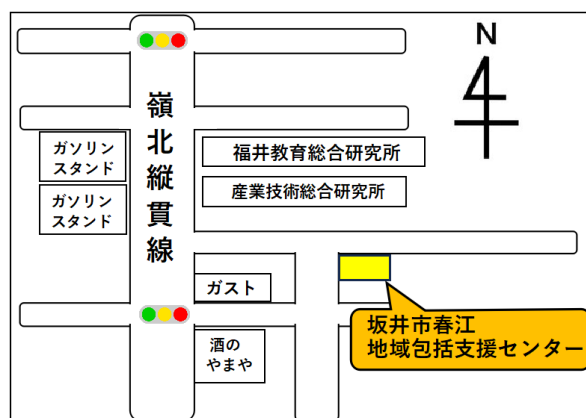 N
嶺北縦貫線
ガソリン
スタンド
ガソリン
スタンド
福井教育総合研究所
産業技術総合研究所
ガスト
酒の
やまや
坂井市春江
地域包括支援センター